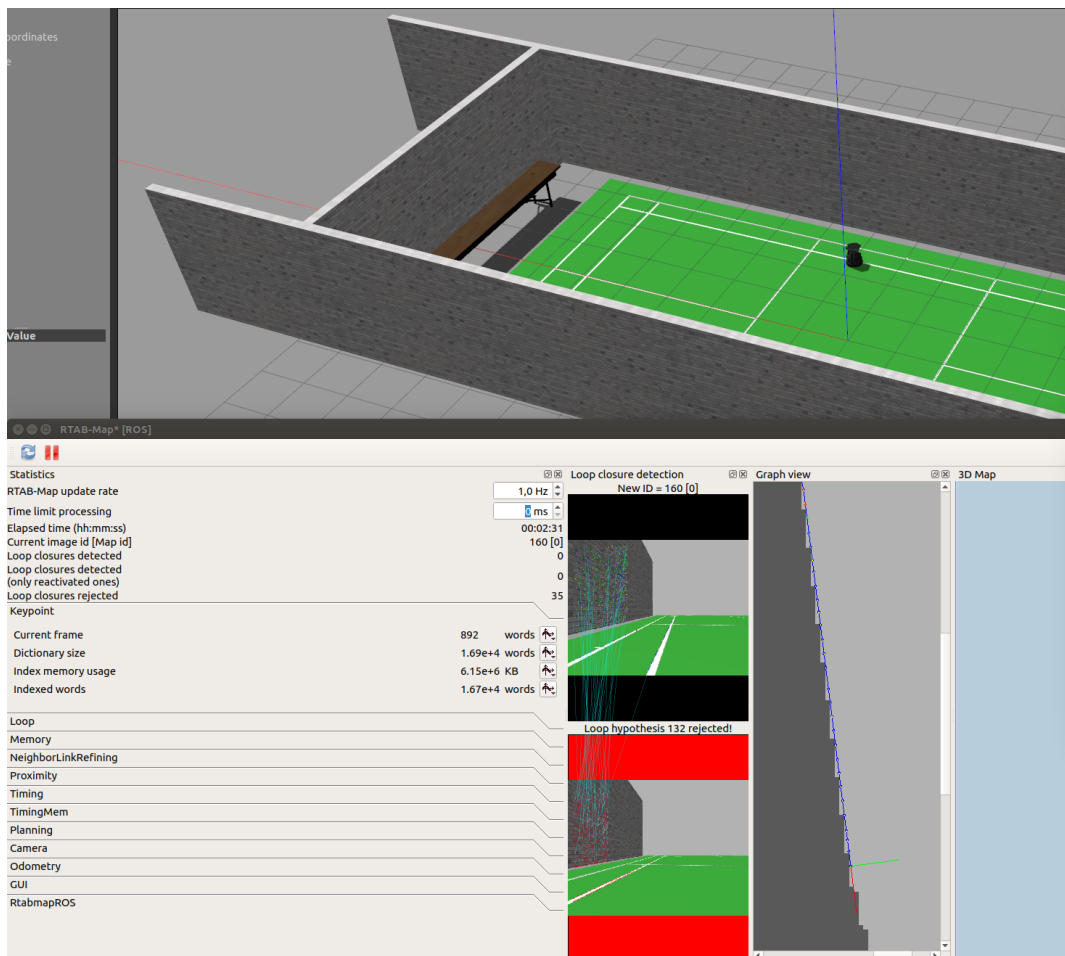 oordinates
e
Value
RTAB-Map* [ROS]
Statistics
RTAB-Map update rate 1,0 Hz
Time limit processing 0 ms
Elapsed time (hh:mm:ss) 00:02:31
Current image id [Map id] 160 [0]
Loop closures detected 0
Loop closures detected
(only reactivated ones) 0
Loop closures rejected 35
Keypoint
Current frame 892 words
Dictionary size 1.69e+4 words
Index memory usage 6.15e+6 KB
Indexed words 1.67e+4 words
Loop
Memory
NeighborLinkRefining
Proximity
Timing
TimingMem
Planning
Camera
Odometry
GUI
RtabmapROS
Loop closure detection
New ID = 160 [0]
Loop hypothesis 132 rejected!
Graph view
3D Map